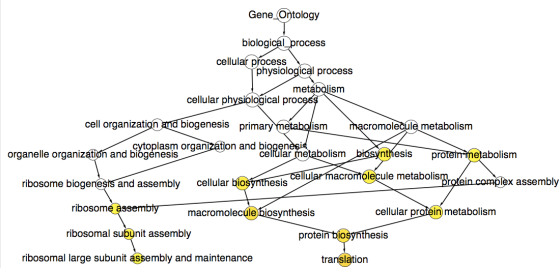 Gene_Ontology
biological_process
cellular process
physiological process
metabolism
cellular physiological process
cell organization and biogenesis
primary metabolism
macromolecule metabolism
cytoplasm organization and biogenesis
organelle organization and biogenesis
cellular metabolism
biosynthesis
protein metabolism
ribosome biogenesis and assembly
cellular biosynthesis
cellular macromolecule metabolism
protein complex assembly
ribosome assembly
macromolecule biosynthesis
cellular protein metabolism
ribosomal subunit assembly
protein biosynthesis
ribosomal large subunit assembly and maintenance
translation